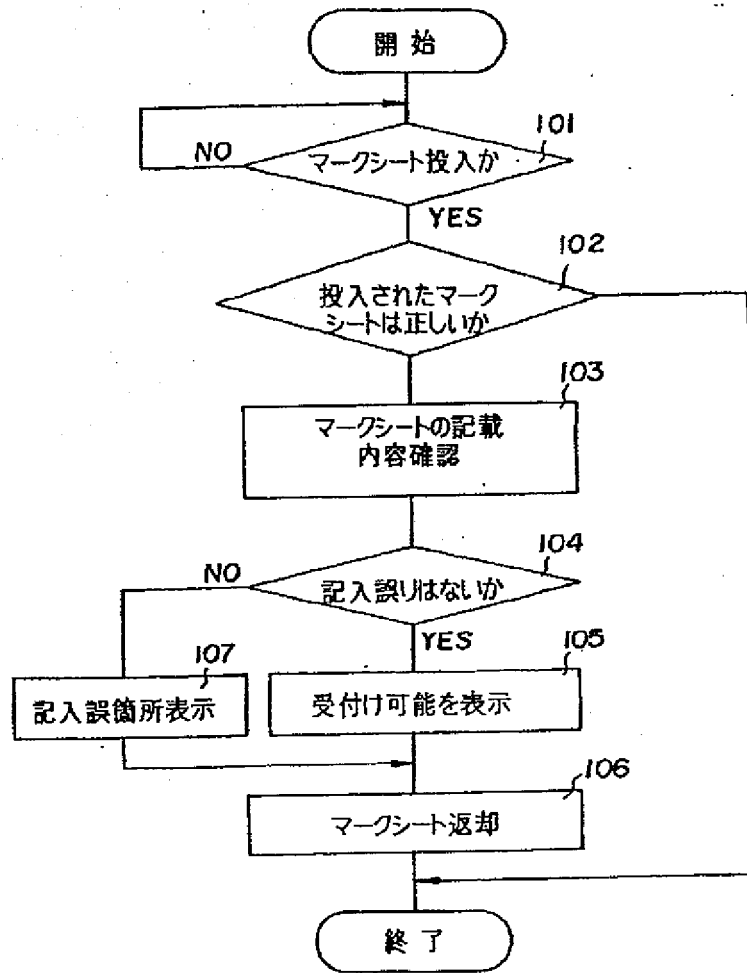 開始
101
NO
マークシート投入か
YES
102
投入されたマーク
シートは正しいか
103
マークシートの記載
内容確認
104
NO
記入誤りはないか
YES
107
105
記入誤箇所表示
受付け可能を表示
106
マークシート返却
終了